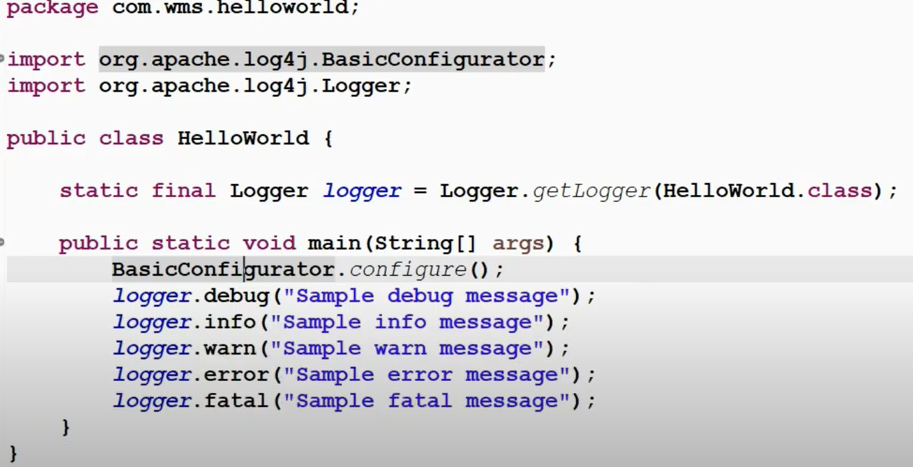 package com.wms.helloworld;
import org.apache.log4j.BasicConfigurator;
import org.apache.log4j.Logger;
public class HelloWorld {
static final Logger logger = Logger.getLogger(HelloWorld.class);
public static void main(String[] args) {
BasicConfigurator.configure();
logger.debug("Sample debug message");
logger.info("Sample info message");
logger.warn("Sample warn message");
logger.error("Sample error message");
logger.fatal("Sample fatal message");
}
}